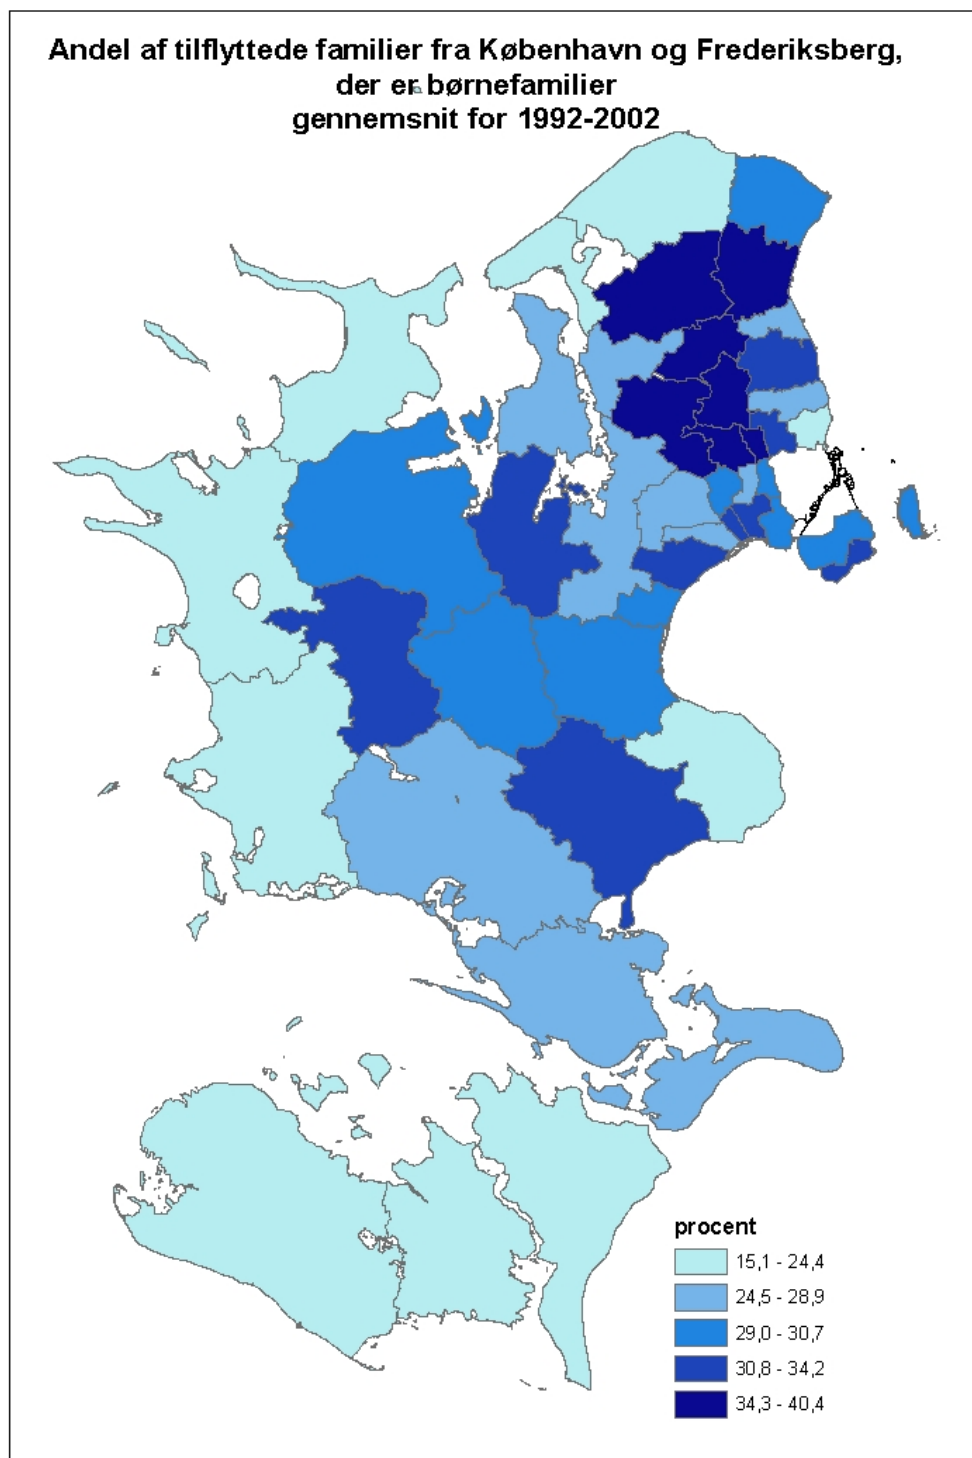 Andel af tilflyttede familier fra København og Frederiksberg,
der er børnefamilier
gennemsnit for 1992-2002
procent
15,1 - 24,4
24,5 - 28,9
29,0 - 30,7
30,8 - 34,2
34,3 - 40,4